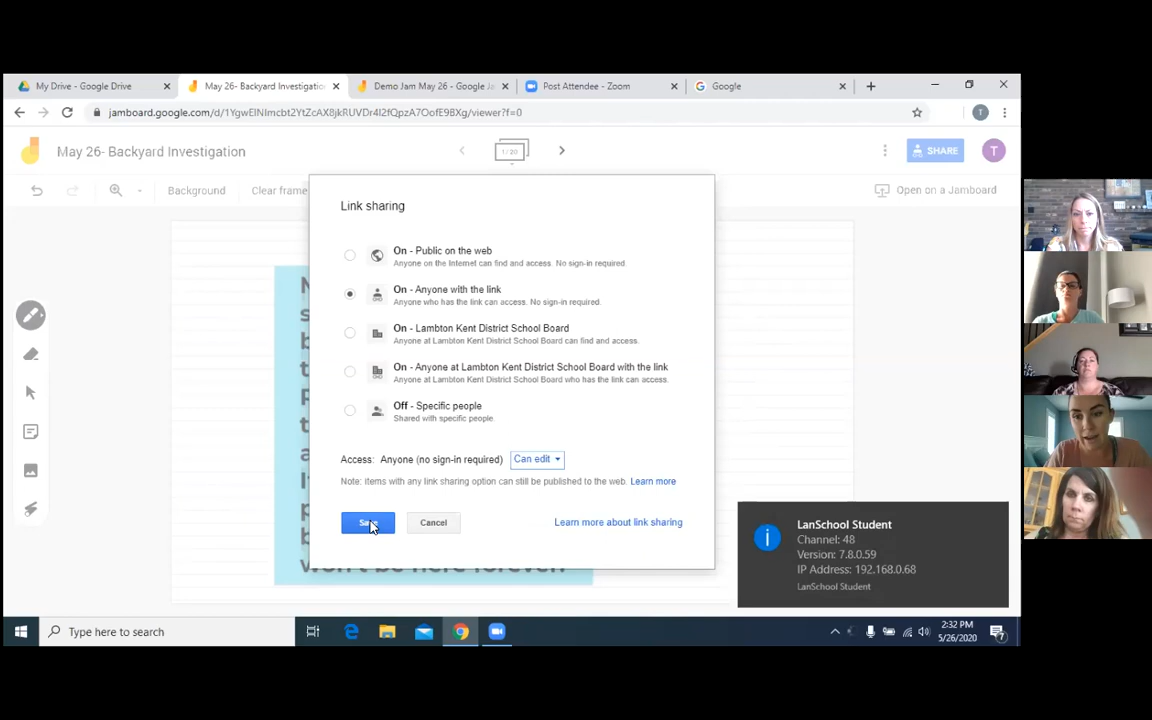 My Drive - Google Drive
May 26- Backyard Investigatio
Demo Jam May 26 - Google Ja
Post Attendee - Zoom
Google
jamboard.google.com/d/1YgwElNlmcbt2YtZcAX8jkRUVDr4I2fQpzA7OofE9BXg/viewer?f=0
May 26- Backyard Investigation
1/20
SHARE
T
Background
Clear frame
Open on a Jamboard
Link sharing
On - Public on the web
Anyone on the Internet can find and access. No sign-in required.
On - Anyone with the link
Anyone who has the link can access. No sign-in required.
On - Lambton Kent District School Board
Anyone at Lambton Kent District School Board can find and access.
On - Anyone at Lambton Kent District School Board with the link
Anyone at Lambton Kent District School Board who has the link can access.
Off - Specific people
Shared with specific people.
Access: Anyone (no sign-in required) Can edit
Note: items with any link sharing option can still be published to the web. Learn more
Cancel
Learn more about link sharing
won't be here forever.
LanSchool Student
Channel: 48
Version: 7.8.0.59
IP Address: 192.168.0.68
LanSchool Student
Type here to search
2:32 PM
5/26/2020